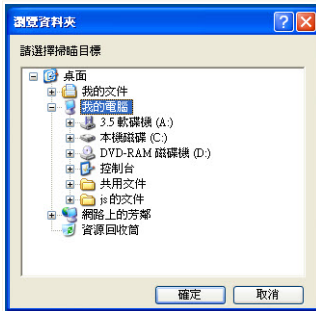 瀏覽資料夾
請選擇掃瞄目標
桌面
我的文件
我的電腦
3.5 軟碟機 (A:)
本機磁碟 (C:)
DVD-RAM 磁碟機 (D:)
控制台
共用文件
js 的文件
網路上的芳鄰
資源回收筒
確定 取消